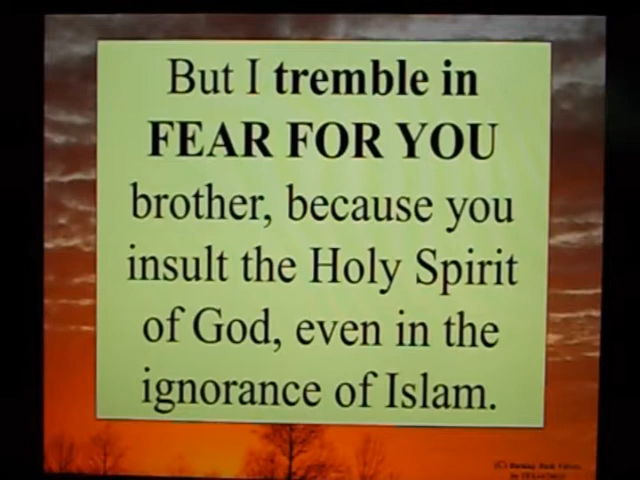 But I tremble in
FEAR FOR YOU
brother, because you
insult the Holy Spirit
of God, even in the
ignorance of Islam.